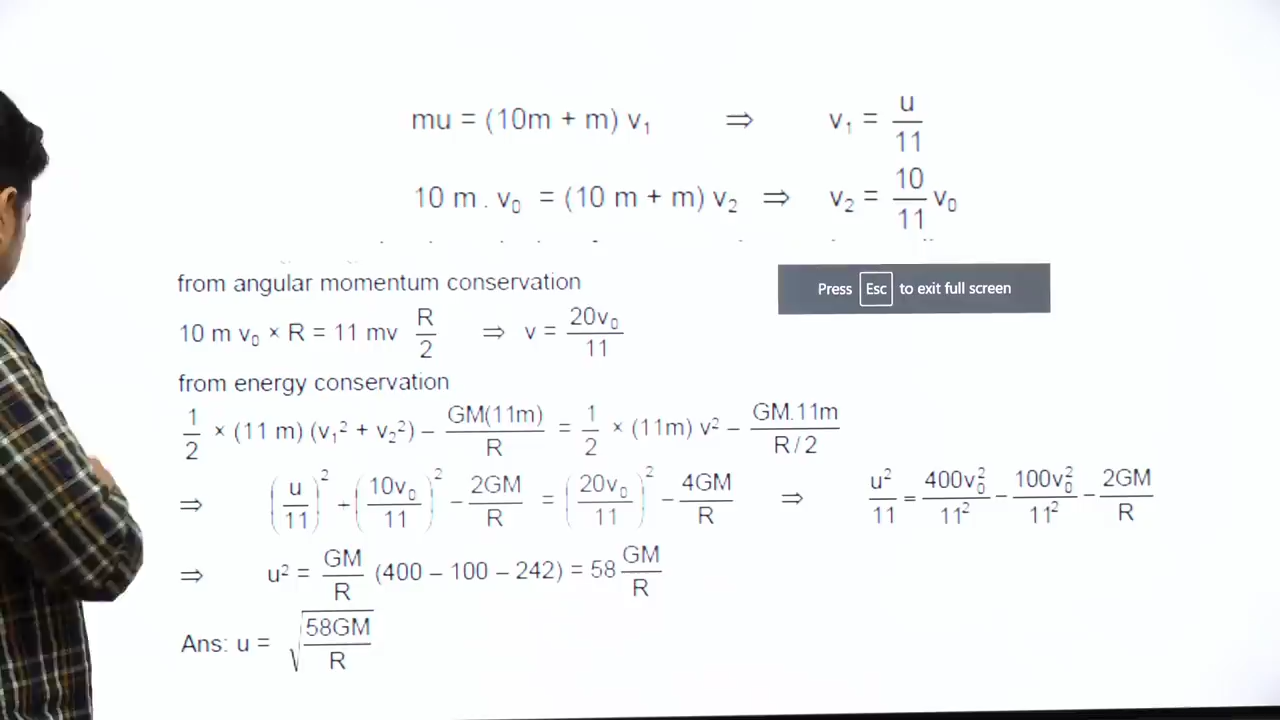 mu = (10m + m) v₁ ⇒ v₁ = u/11
10 m . v₀ = (10 m + m) v₂ ⇒ v₂ = 10/11 v₀
from angular momentum conservation
Press Esc to exit full screen
10 m v₀ × R = 11 mv R/2 ⇒ v = 20v₀/11
from energy conservation
1/2 × (11 m) (v₁² + v₂²) – GM(11m)/R = 1/2 × (11m) v² – GM.11m/R/2
⇒ (u/11)² + (10v₀/11)² – 2GM/R = (20v₀/11)² – 4GM/R ⇒ u²/11 = 400v₀²/11² – 100v₀²/11² – 2GM/R
⇒ u² = GM/R (400 – 100 – 242) = 58 GM/R
Ans: u = √(58GM/R)